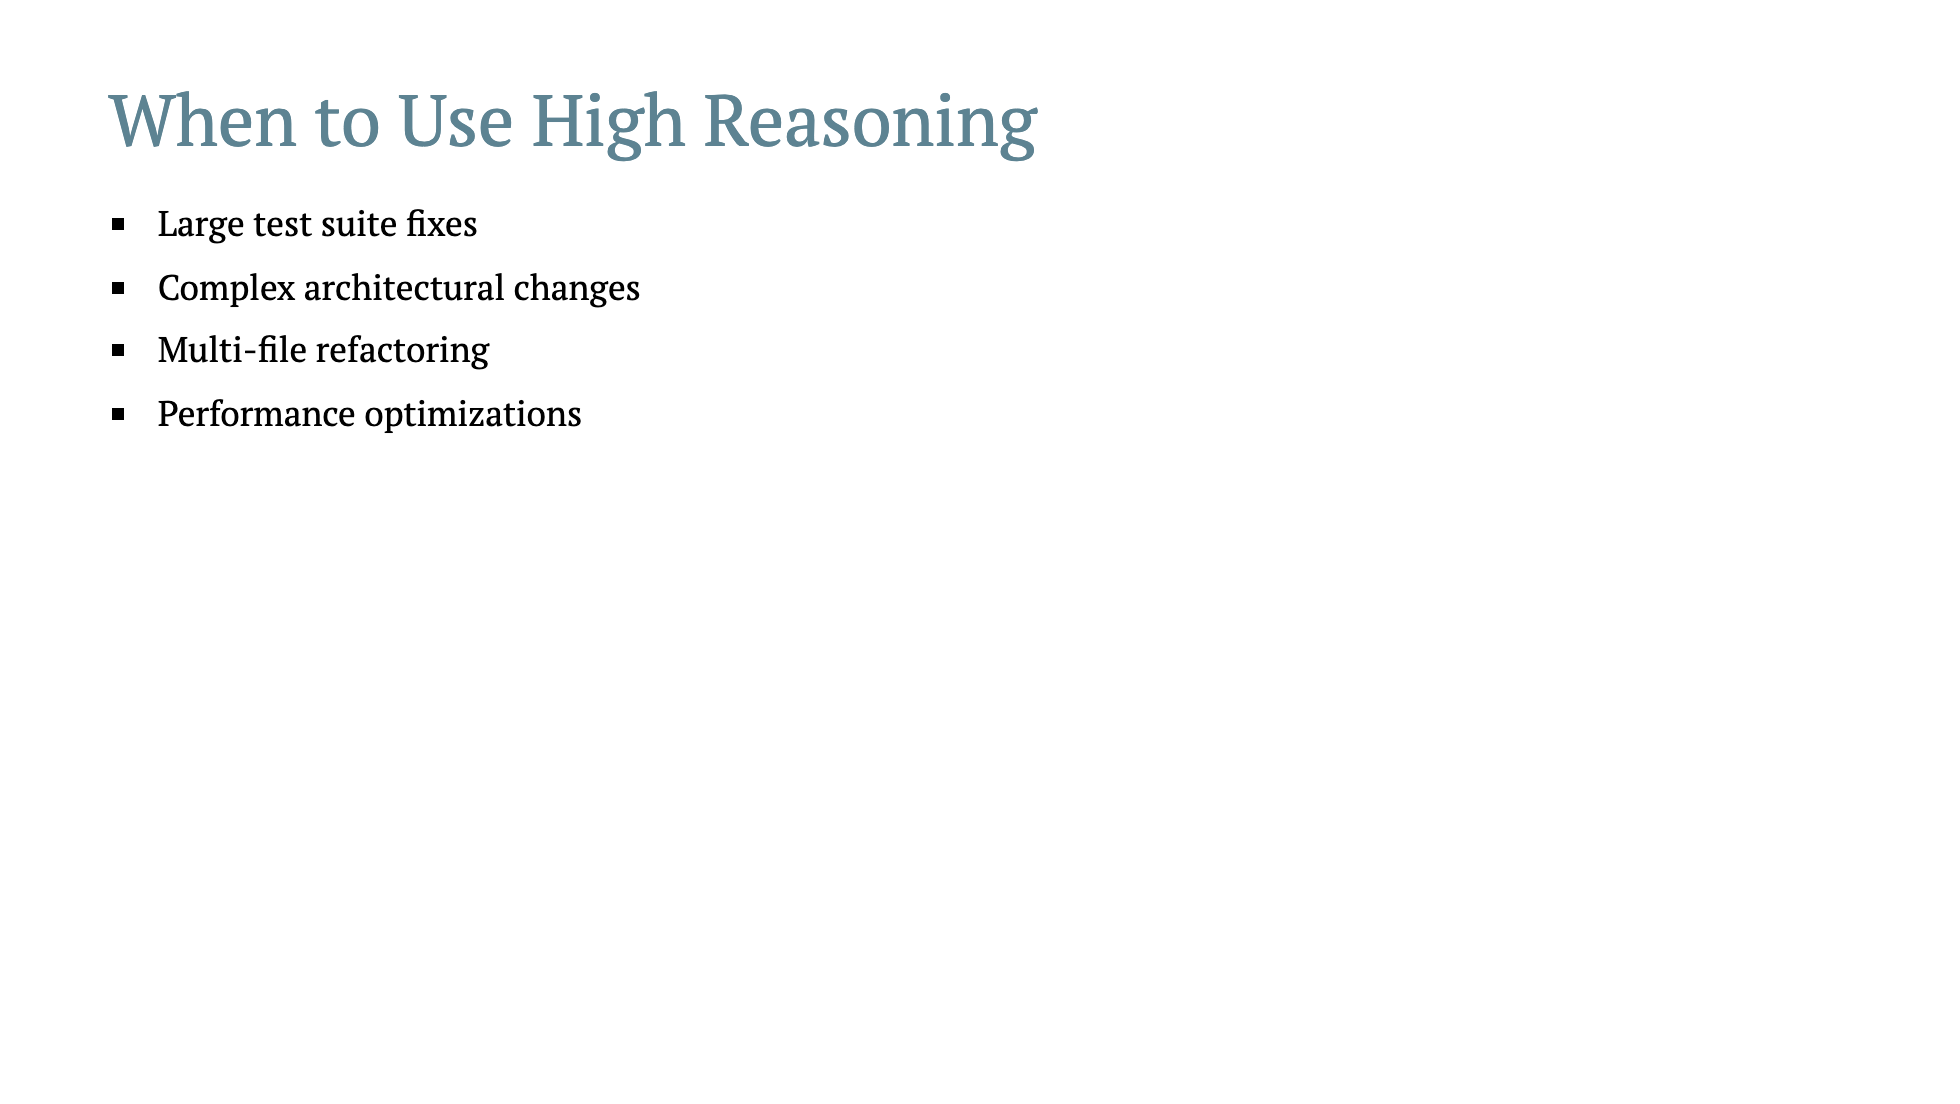 When to Use High Reasoning
▪ Large test suite fixes
▪ Complex architectural changes
▪ Multi-file refactoring
▪ Performance optimizations